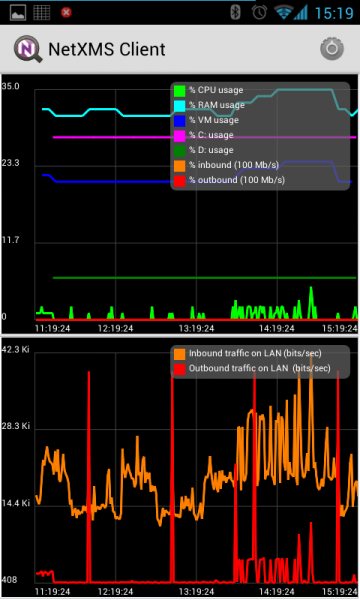 15:19
N
NetXMS Client
35.0
23.3
11.7
0
% CPU usage
% RAM usage
% VM usage
% C: usage
% D: usage
% inbound (100 Mb/s)
% outbound (100 Mb/s)
11:19:24 12:19:24 13:19:24 14:19:24 15:19:24
42.3 Ki
28.3 Ki
14.4 Ki
408
Inbound traffic on LAN (bits/sec)
Outbound traffic on LAN (bits/sec)
11:19:24 12:19:24 13:19:24 14:19:24 15:19:24